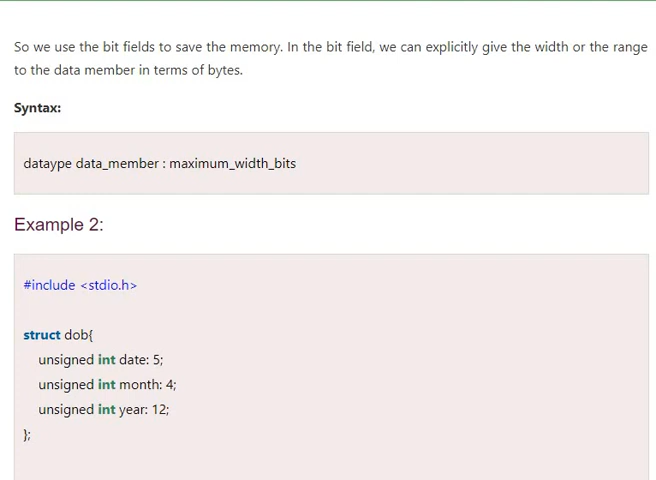 So we use the bit fields to save the memory. In the bit field, we can explicitly give the width or the range
to the data member in terms of bytes.
Syntax:
dataype data_member : maximum_width_bits
Example 2:
#include <stdio.h>
struct dob{
unsigned int date: 5;
unsigned int month: 4;
unsigned int year: 12;
};